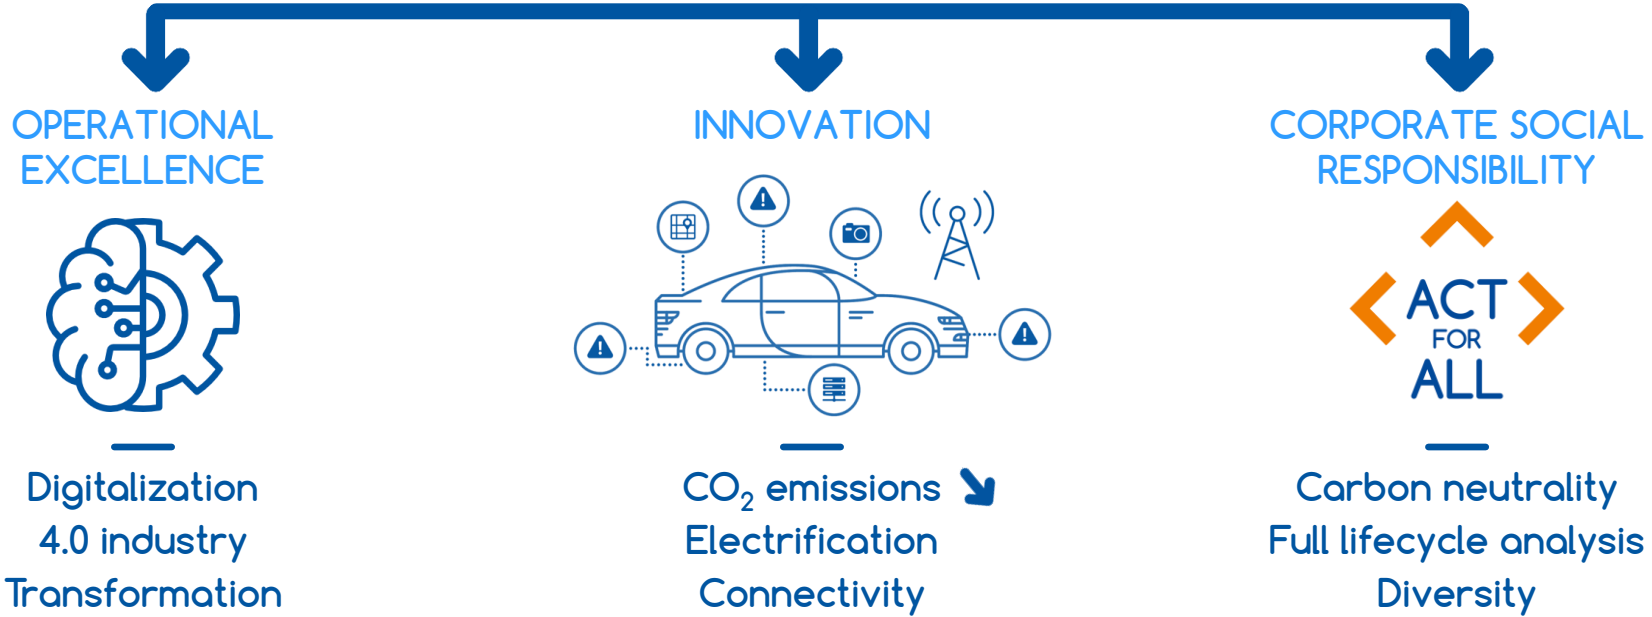 OPERATIONAL
EXCELLENCE
Digitalization
4.0 industry
Transformation
INNOVATION
CO₂ emissions
Electrification
Connectivity
CORPORATE SOCIAL
RESPONSIBILITY
ACT
FOR
ALL
Carbon neutrality
Full lifecycle analysis
Diversity